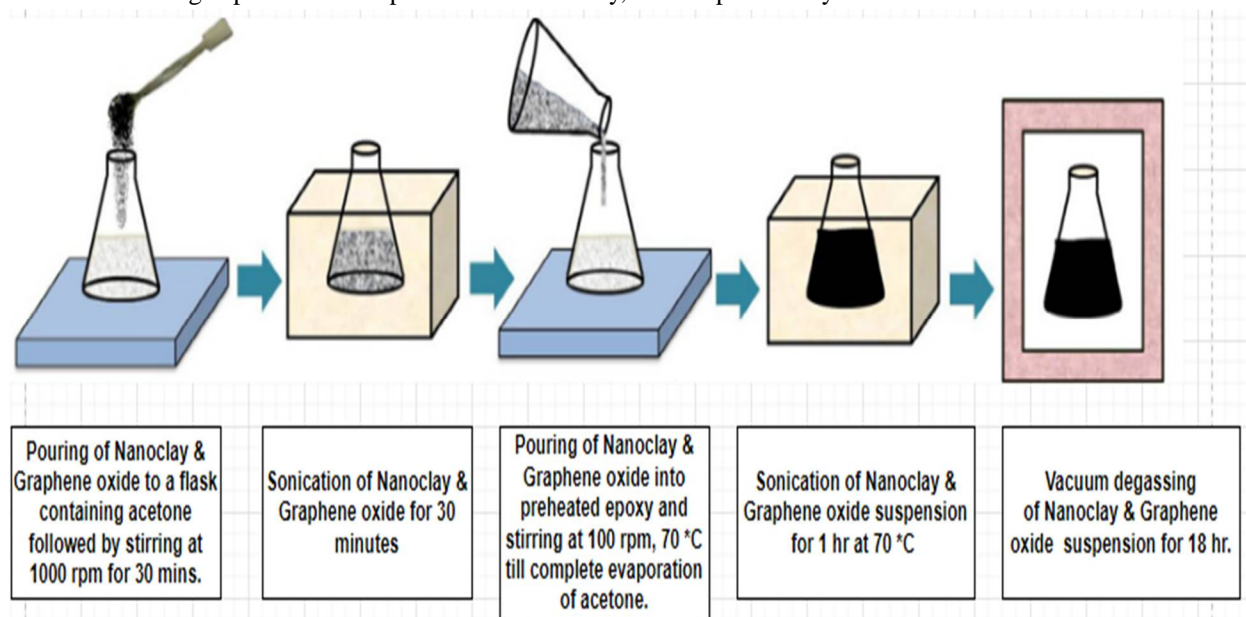 Pouring of Nanoclay &
Graphene oxide to a flask
containing acetone
followed by stirring at
1000 rpm for 30 mins.
Sonication of Nanoclay &
Graphene oxide for 30
minutes
Pouring of Nanoclay &
Graphene oxide into
preheated epoxy and
stirring at 100 rpm, 70 *C
till complete evaporation
of acetone.
Sonication of Nanoclay &
Graphene oxide suspension
for 1 hr at 70 *C
Vacuum degassing
of Nanoclay & Graphene
oxide suspension for 18 hr.